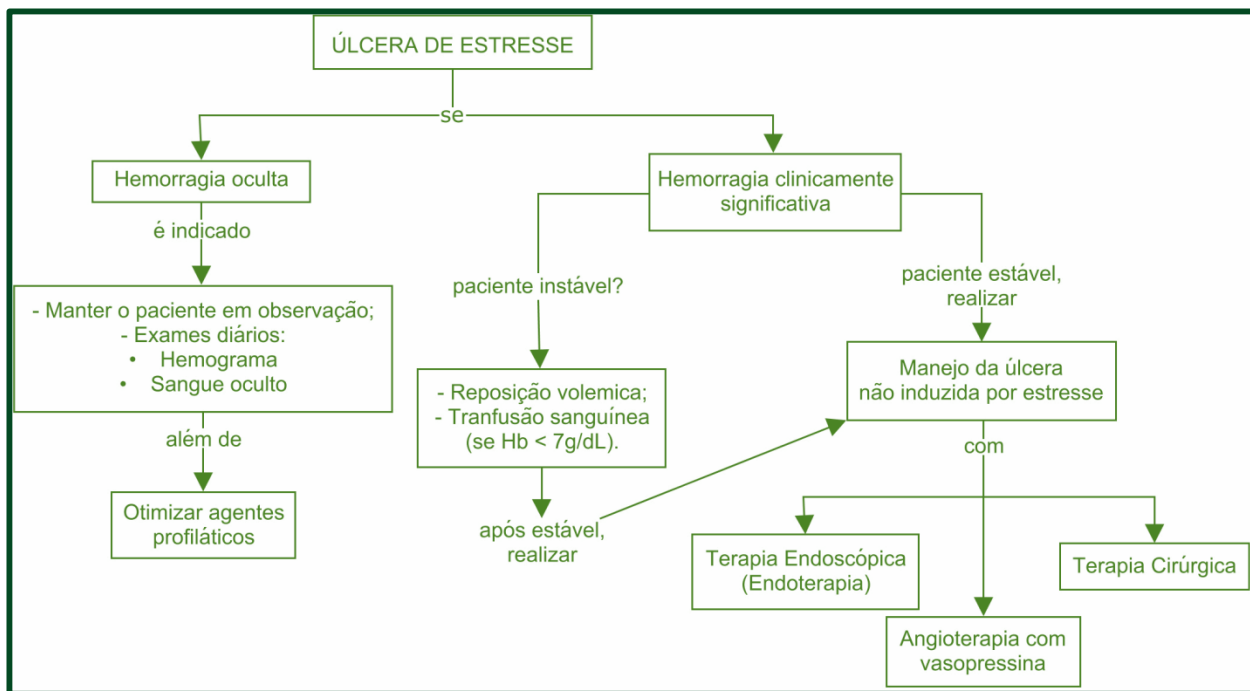 ÚLCERA DE ESTRESSE
se
Hemorragia oculta
é indicado
- Manter o paciente em observação;
- Exames diários:
• Hemograma
• Sangue oculto
além de
Otimizar agentes
profiláticos
Hemorragia clinicamente
significativa
paciente instável?
- Reposição volemica;
- Tranfusão sanguínea
(se Hb < 7g/dL).
após estável,
realizar
paciente estável,
realizar
Manejo da úlcera
não induzida por estresse
com
Terapia Endoscópica
(Endoterapia)
Angioterapia com
vasopressina
Terapia Cirúrgica